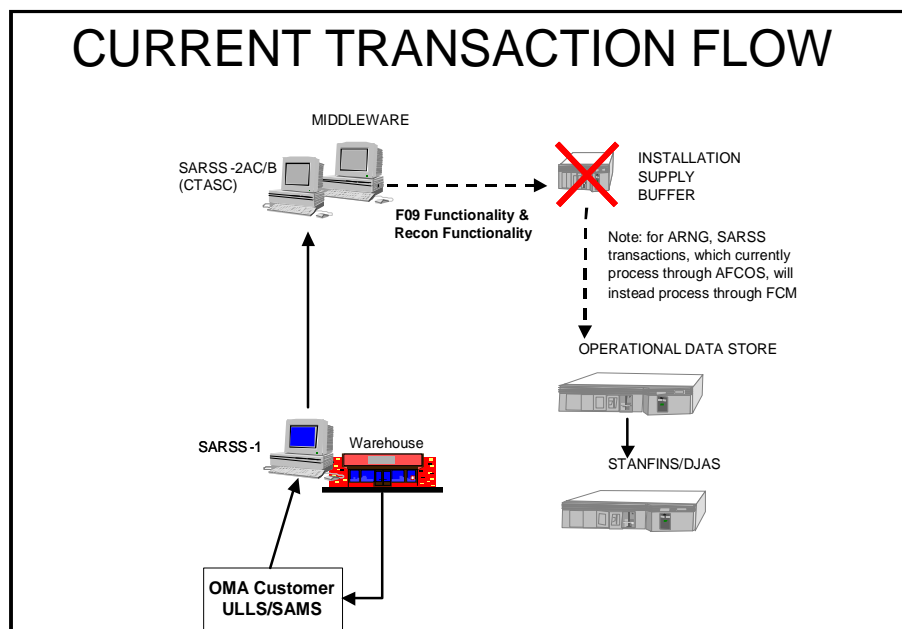 CURRENT TRANSACTION FLOW
MIDDLEWARE
SARSS -2AC/B
(CTASC)
INSTALLATION
SUPPLY
BUFFER
F09 Functionality &
Recon Functionality
Note: for ARNG, SARSS
transactions, which currently
process through AFCOS, will
instead process through FCM
OPERATIONAL DATA STORE
SARSS -1
Warehouse
STANFINS/DJAS
OMA Customer
ULLS/SAMS